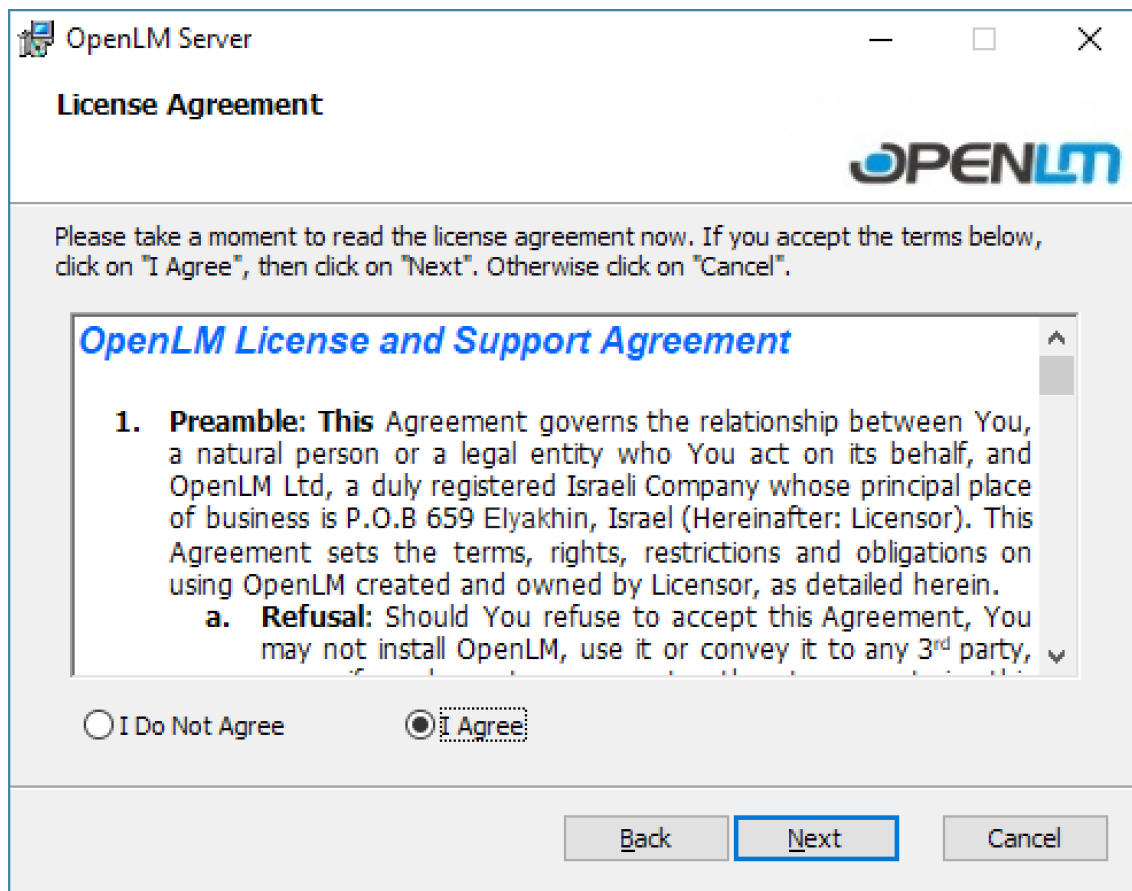 OpenLM Server
License Agreement
OPENLM
Please take a moment to read the license agreement now. If you accept the terms below,
click on "I Agree", then click on "Next". Otherwise click on "Cancel".
OpenLM License and Support Agreement
1. Preamble: This Agreement governs the relationship between You,
a natural person or a legal entity who You act on its behalf, and
OpenLM Ltd, a duly registered Israeli Company whose principal place
of business is P.O.B 659 Elyakhin, Israel (Hereinafter: Licensor). This
Agreement sets the terms, rights, restrictions and obligations on
using OpenLM created and owned by Licensor, as detailed herein.
a. Refusal: Should You refuse to accept this Agreement, You
may not install OpenLM, use it or convey it to any 3rd party,
I Do Not Agree
I Agree
Back
Next
Cancel